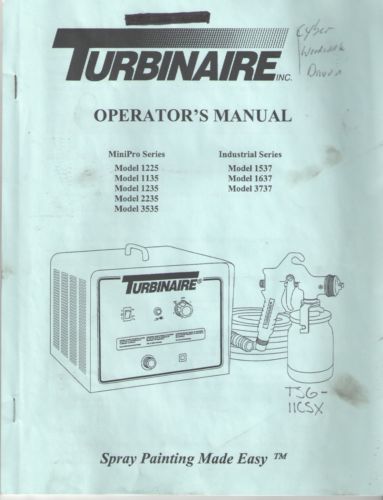 TURBINAIRE INC.
OPERATOR'S MANUAL
MiniPro Series
Model 1225
Model 1135
Model 1235
Model 2235
Model 3535
Industrial Series
Model 1537
Model 1637
Model 3737
TURBINAIRE®
TSG-
11CSX
Spray Painting Made Easy ™